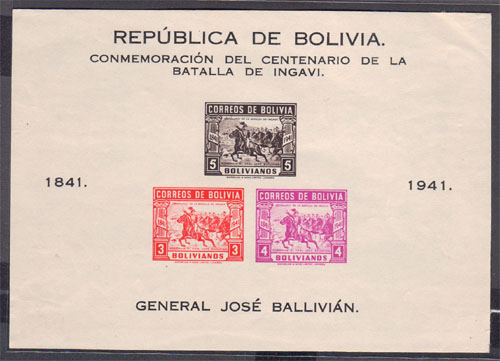 REPÚBLICA DE BOLIVIA.
CONMEMORACIÓN DEL CENTENARIO DE LA
BATALLA DE INGAVI.
CORREOS DE BOLIVIA
5 5
BOLIVIANOS
1841. 1941.
CORREOS DE BOLIVIA CORREOS DE BOLIVIA
3 3 4 4
BOLIVIANOS BOLIVIANOS
GENERAL JOSÉ BALLIVIÁN.